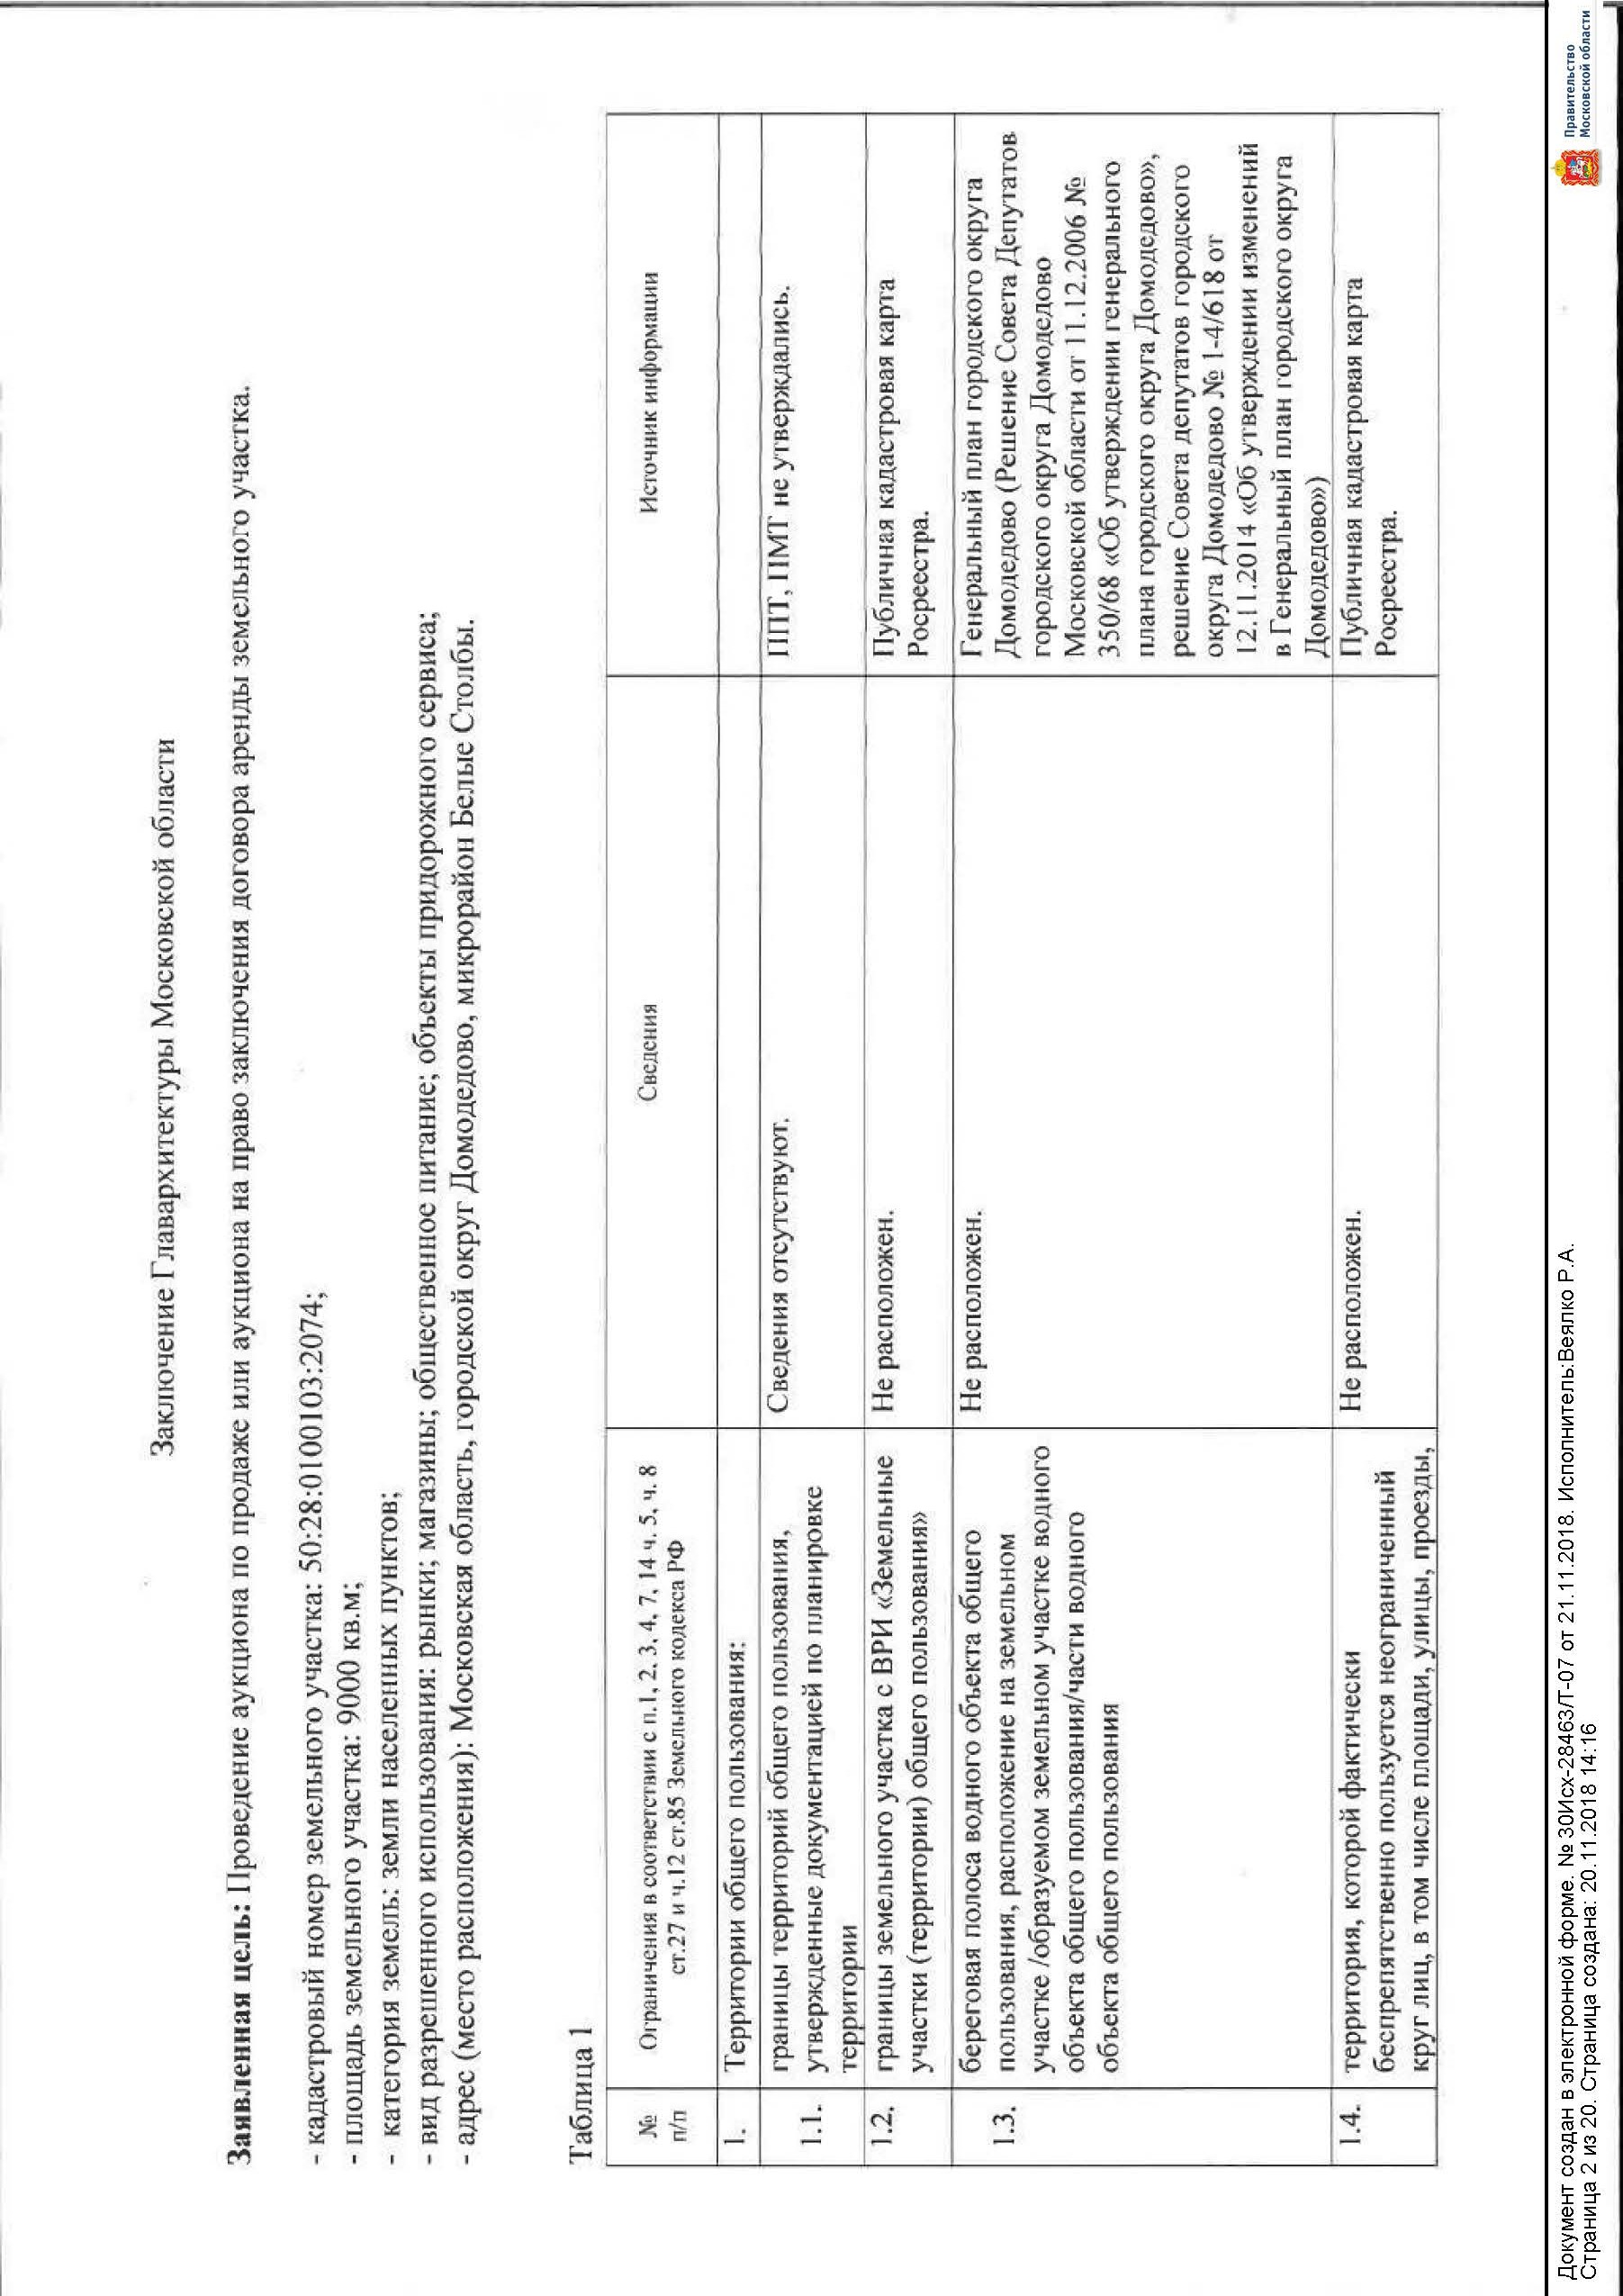 Заключение Главархитектуры Московской области
Заявленная цель: Проведение аукциона по продаже или аукциона на право заключения договора аренды земельного участка.
- кадастровый номер земельного участка: 50:28:0100103:2074;
- площадь земельного участка: 9000 кв.м;
- категория земель: земли населенных пунктов;
- вид разрешенного использования: рынки; магазины; общественное питание; объекты придорожного сервиса;
- адрес (место расположения): Московская область, городской округ Домодедово, микрорайон Белые Столбы.
Таблица 1
№
п/п
Ограничения в соответствии с п.1, 2, 3, 4, 7, 14 ч. 5, ч. 8
ст.27 и ч.12 ст.85 Земельного кодекса РФ
Сведения
Источник информации
1.
Территории общего пользования:
1.1.
границы территорий общего пользования,
утвержденные документацией по планировке
территории
Сведения отсутствуют.
ППТ, ПМТ не утверждались.
1.2.
границы земельного участка с ВРИ «Земельные
участки (территории) общего пользования»
Не расположен.
Публичная кадастровая карта
Росреестра.
1.3.
береговая полоса водного объекта общего
пользования, расположение на земельном
участке /образуемом земельном участке водного
объекта общего пользования/части водного
объекта общего пользования
Не расположен.
Генеральный план городского округа
Домодедово (Решение Совета Депутатов
городского округа Домодедово
Московской области от 11.12.2006 №
350/68 «Об утверждении генерального
плана городского округа Домодедово»,
решение Совета депутатов городского
округа Домодедово № 1-4/618 от
12.11.2014 «Об утверждении изменений
в Генеральный план городского округа
Домодедово»)
1.4.
территория, которой фактически
беспрепятственно пользуется неограниченный
круг лиц, в том числе площади, улицы, проезды,
Не расположен.
Публичная кадастровая карта
Росреестра.
Документ создан в электронной форме. № 30Исх-28463/Т-07 от 21.11.2018. Исполнитель:Веялко Р.А.
Страница 2 из 20. Страница создана: 20.11.2018 14:16
Правительство
Московской области